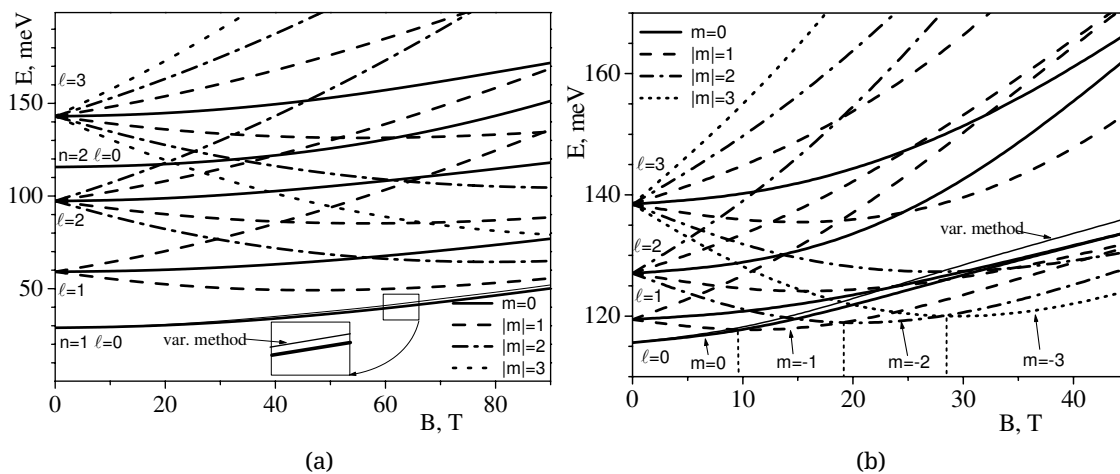 E, meV
150
100
50
0
20
40
60
80
B, T
ℓ=3
n=2 ℓ=0
ℓ=2
ℓ=1
n=1 ℓ=0
var. method
m=0
|m|=1
|m|=2
|m|=3
(a)
E, meV
160
140
120
0
10
20
30
40
B, T
m=0
|m|=1
|m|=2
|m|=3
ℓ=3
ℓ=2
ℓ=1
ℓ=0
var. method
m=0
m=-1
m=-2
m=-3
(b)